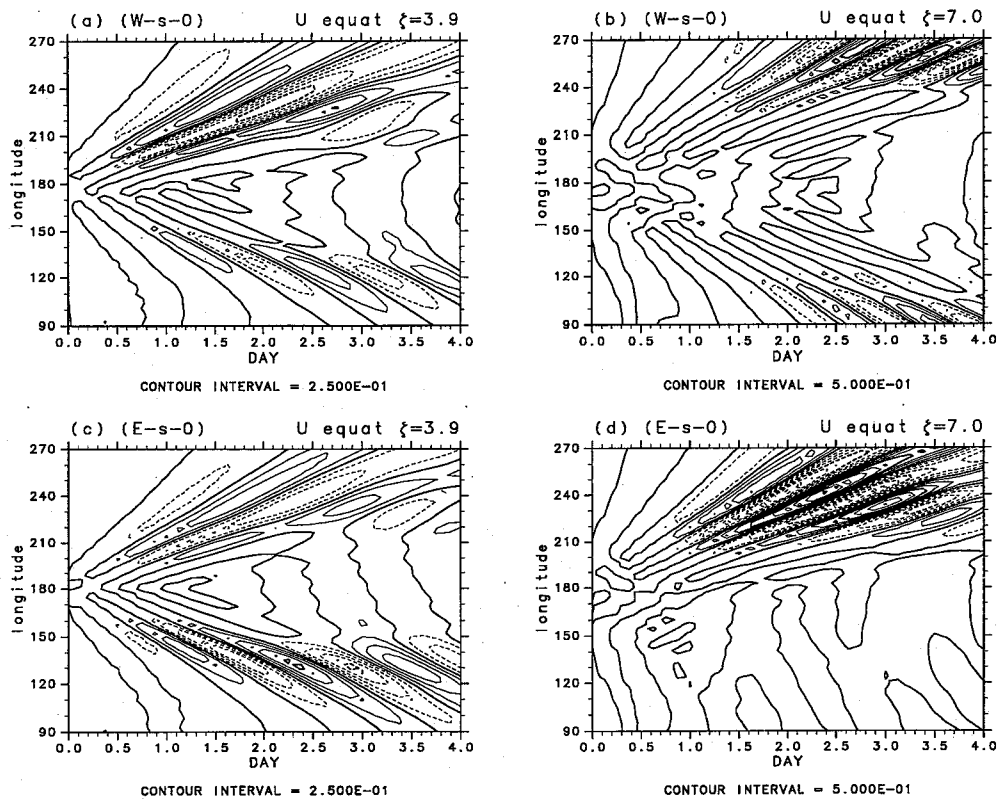 (a) (W-s-0) U equat ζ=3.9
270
240
210
180
150
120
90
longitude
0.0 0.5 1.0 1.5 2.0 2.5 3.0 3.5 4.0
DAY
CONTOUR INTERVAL = 2.500E-01
(b) (W-s-0) U equat ζ=7.0
270
240
210
180
150
120
90
longitude
0.0 0.5 1.0 1.5 2.0 2.5 3.0 3.5 4.0
DAY
CONTOUR INTERVAL = 5.000E-01
(c) (E-s-0) U equat ζ=3.9
270
240
210
180
150
120
90
longitude
0.0 0.5 1.0 1.5 2.0 2.5 3.0 3.5 4.0
DAY
CONTOUR INTERVAL = 2.500E-01
(d) (E-s-0) U equat ζ=7.0
270
240
210
180
150
120
90
longitude
0.0 0.5 1.0 1.5 2.0 2.5 3.0 3.5 4.0
DAY
CONTOUR INTERVAL = 5.000E-01